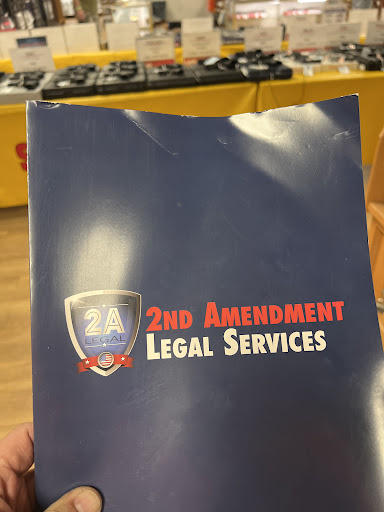 2A
LEGAL
2ND AMENDMENT
LEGAL SERVICES